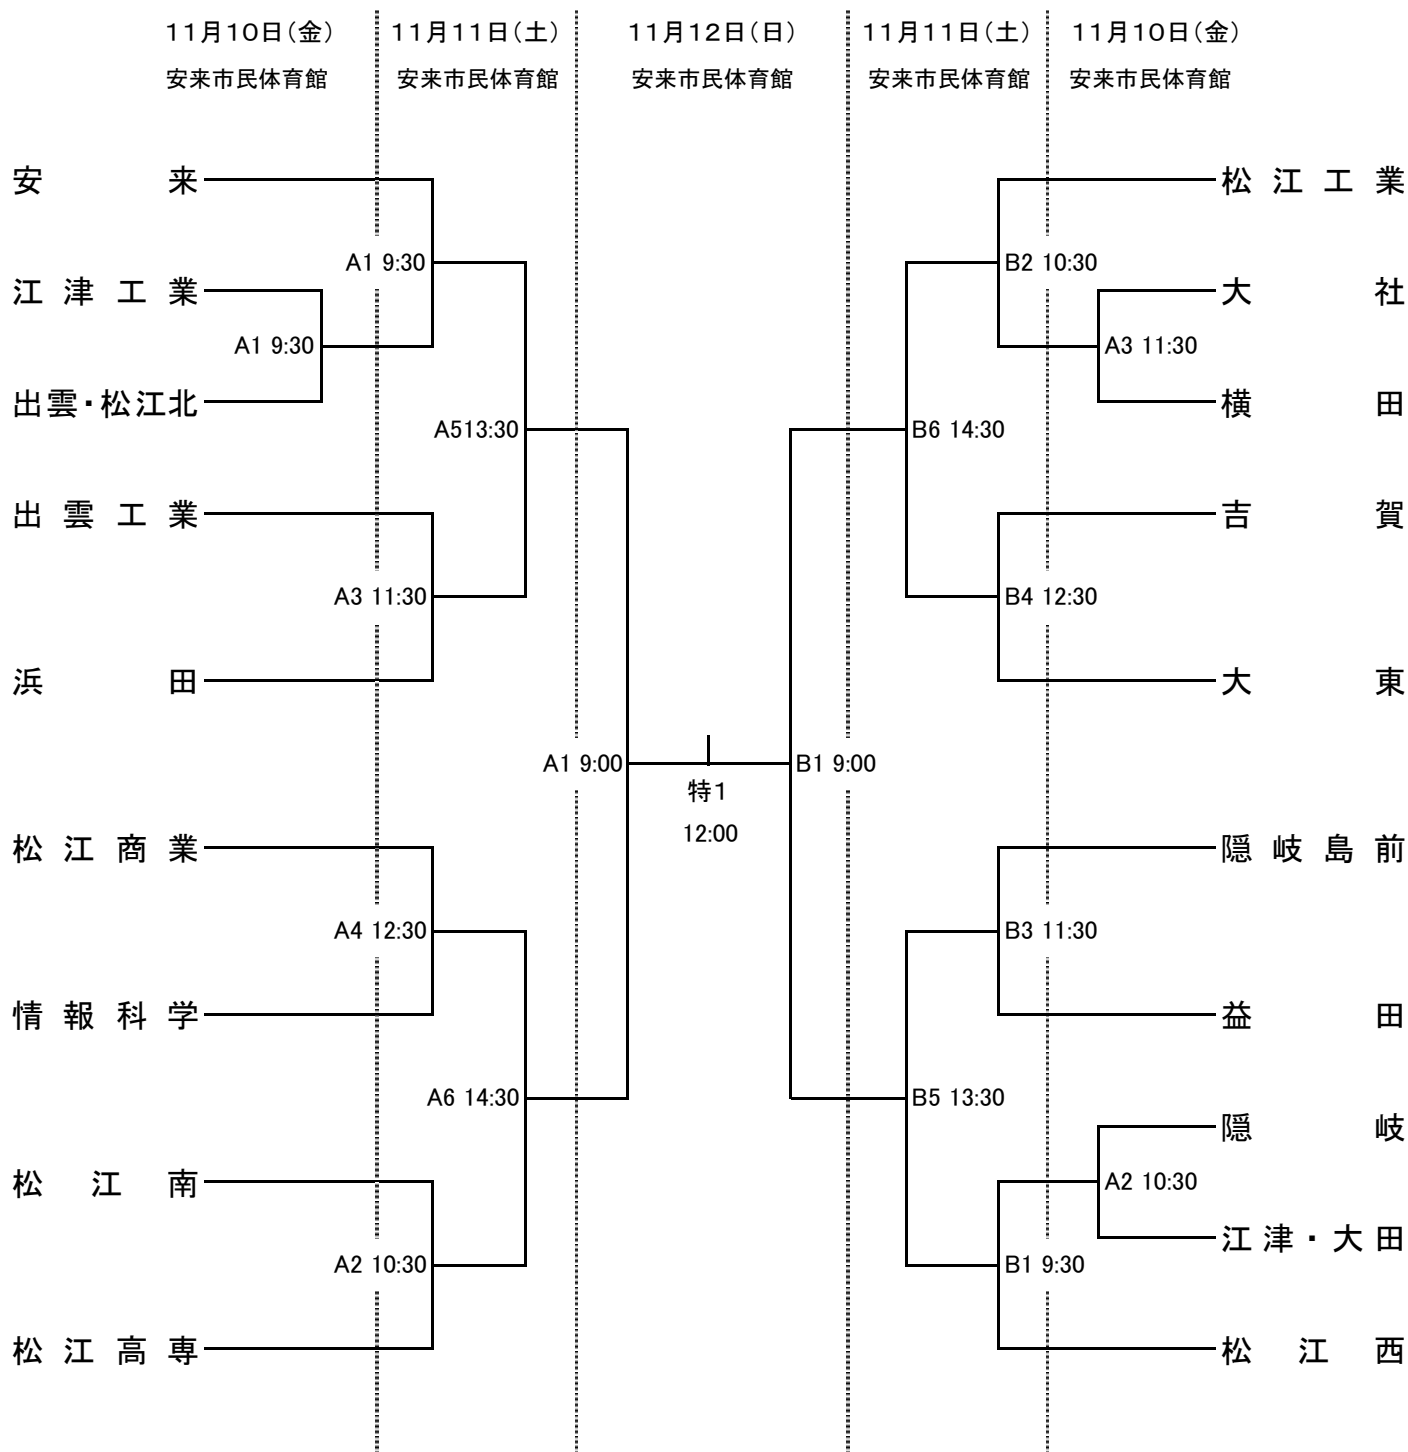 11月10日(金) 11月11日(土) 11月12日(日) 11月11日(土) 11月10日(金)
安来市民体育館 安来市民体育館 安来市民体育館 安来市民体育館 安来市民体育館
安来 松江工業
A1 9:30 B2 10:30
江津工業 大社
A1 9:30 A3 11:30
出雲・松江北 横田
A513:30 B6 14:30
出雲工業 吉賀
A3 11:30 B4 12:30
浜田 大東
A1 9:00 B1 9:00
特1
12:00
松江商業 隠岐島前
A4 12:30 B3 11:30
情報科学 益田
A6 14:30 B5 13:30
隠岐
松江南 A2 10:30
江津・大田
A2 10:30 B1 9:30
松江高専 松江西